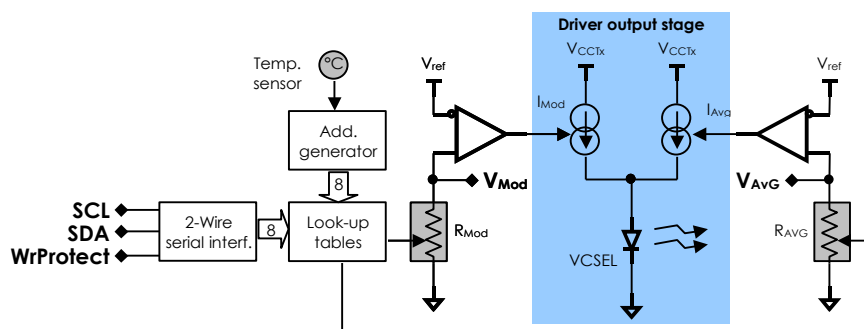 Driver output stage
Temp.
sensor
°C
Vref
VCCTx
VCCTx
Vref
IMod
IAvg
Add.
generator
8
VMod
VAvG
SCL
SDA
WrProtect
2-Wire
serial interf.
8
Look-up
tables
RMod
VCSEL
RAVG